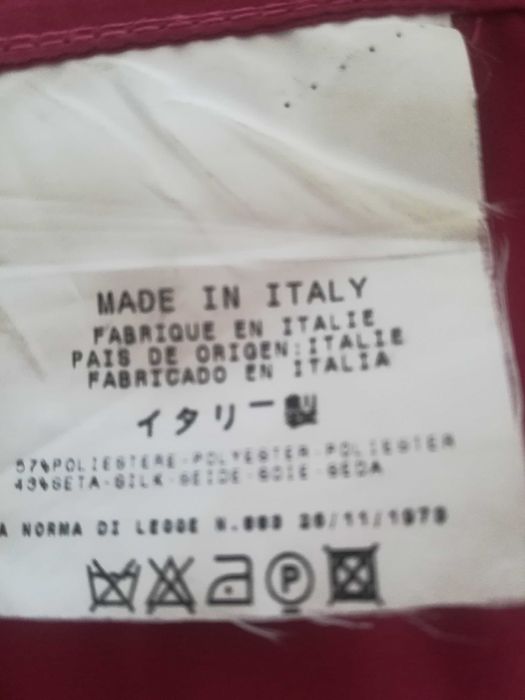 MADE IN ITALY
FABRIQUE EN ITALIE
PAIS DE ORIGEN:ITALIE
FABRICADO EN ITALIA
イタリー製
57%POLIESTERE-POLYESTER-POLIESTER
43%SETA-SILK-SEIDE-SOIE-SEDA
A NORMA DI LEGGE N.883 26/11/1973
P